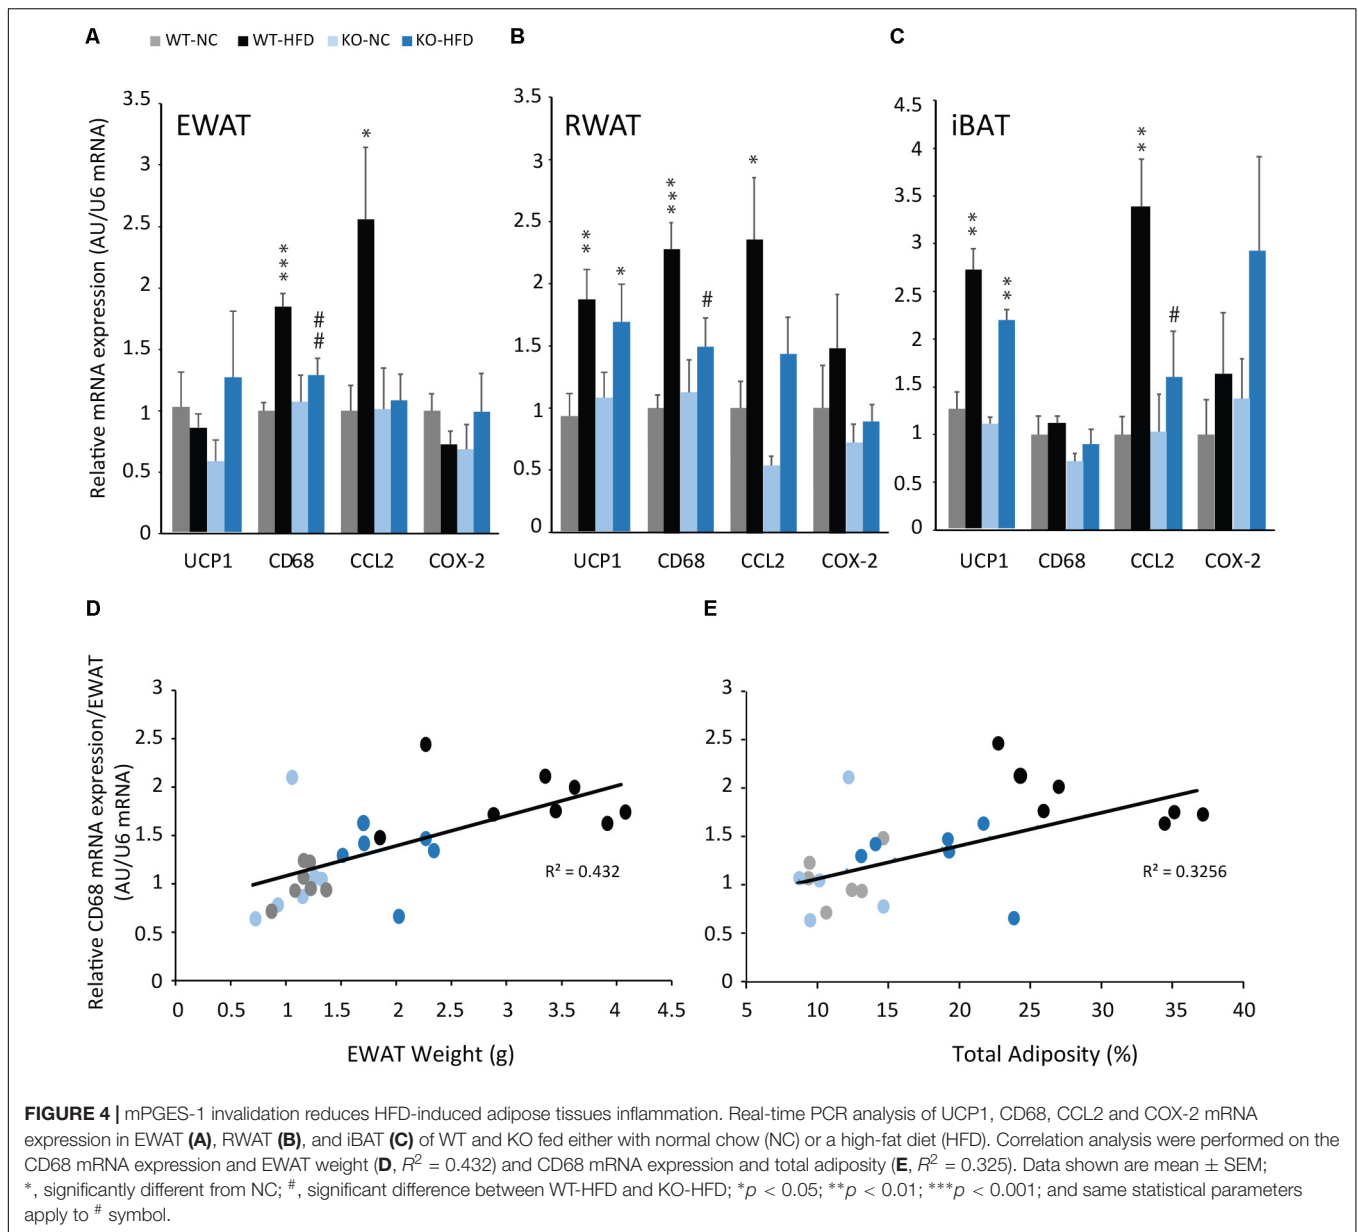 A
WT-NC WT-HFD KO-NC KO-HFD
B
C
Relative mRNA expression (AU/U6 mRNA)
EWAT
3.5
3
2.5
2
1.5
1
0.5
0
***
##
*
UCP1 CD68 CCL2 COX-2
RWAT
3.5
3
2.5
2
1.5
1
0.5
0
**
*
***
#
*
UCP1 CD68 CCL2 COX-2
iBAT
4.5
4
3.5
3
2.5
2
1.5
1
0.5
0
**
**
**
#
UCP1 CD68 CCL2 COX-2
D
Relative CD68 mRNA expression/EWAT
(AU/U6 mRNA)
3
2.5
2
1.5
1
0.5
0
R² = 0.432
0 0.5 1 1.5 2 2.5 3 3.5 4 4.5
EWAT Weight (g)
E
3
2.5
2
1.5
1
0.5
0
R² = 0.3256
5 10 15 20 25 30 35 40
Total Adiposity (%)
FIGURE 4 | mPGES-1 invalidation reduces HFD-induced adipose tissues inflammation. Real-time PCR analysis of UCP1, CD68, CCL2 and COX-2 mRNA
expression in EWAT (A), RWAT (B), and iBAT (C) of WT and KO fed either with normal chow (NC) or a high-fat diet (HFD). Correlation analysis were performed on the
CD68 mRNA expression and EWAT weight (D, R² = 0.432) and CD68 mRNA expression and total adiposity (E, R² = 0.325). Data shown are mean ± SEM;
*, significantly different from NC; #, significant difference between WT-HFD and KO-HFD; *p < 0.05; **p < 0.01; ***p < 0.001; and same statistical parameters
apply to # symbol.